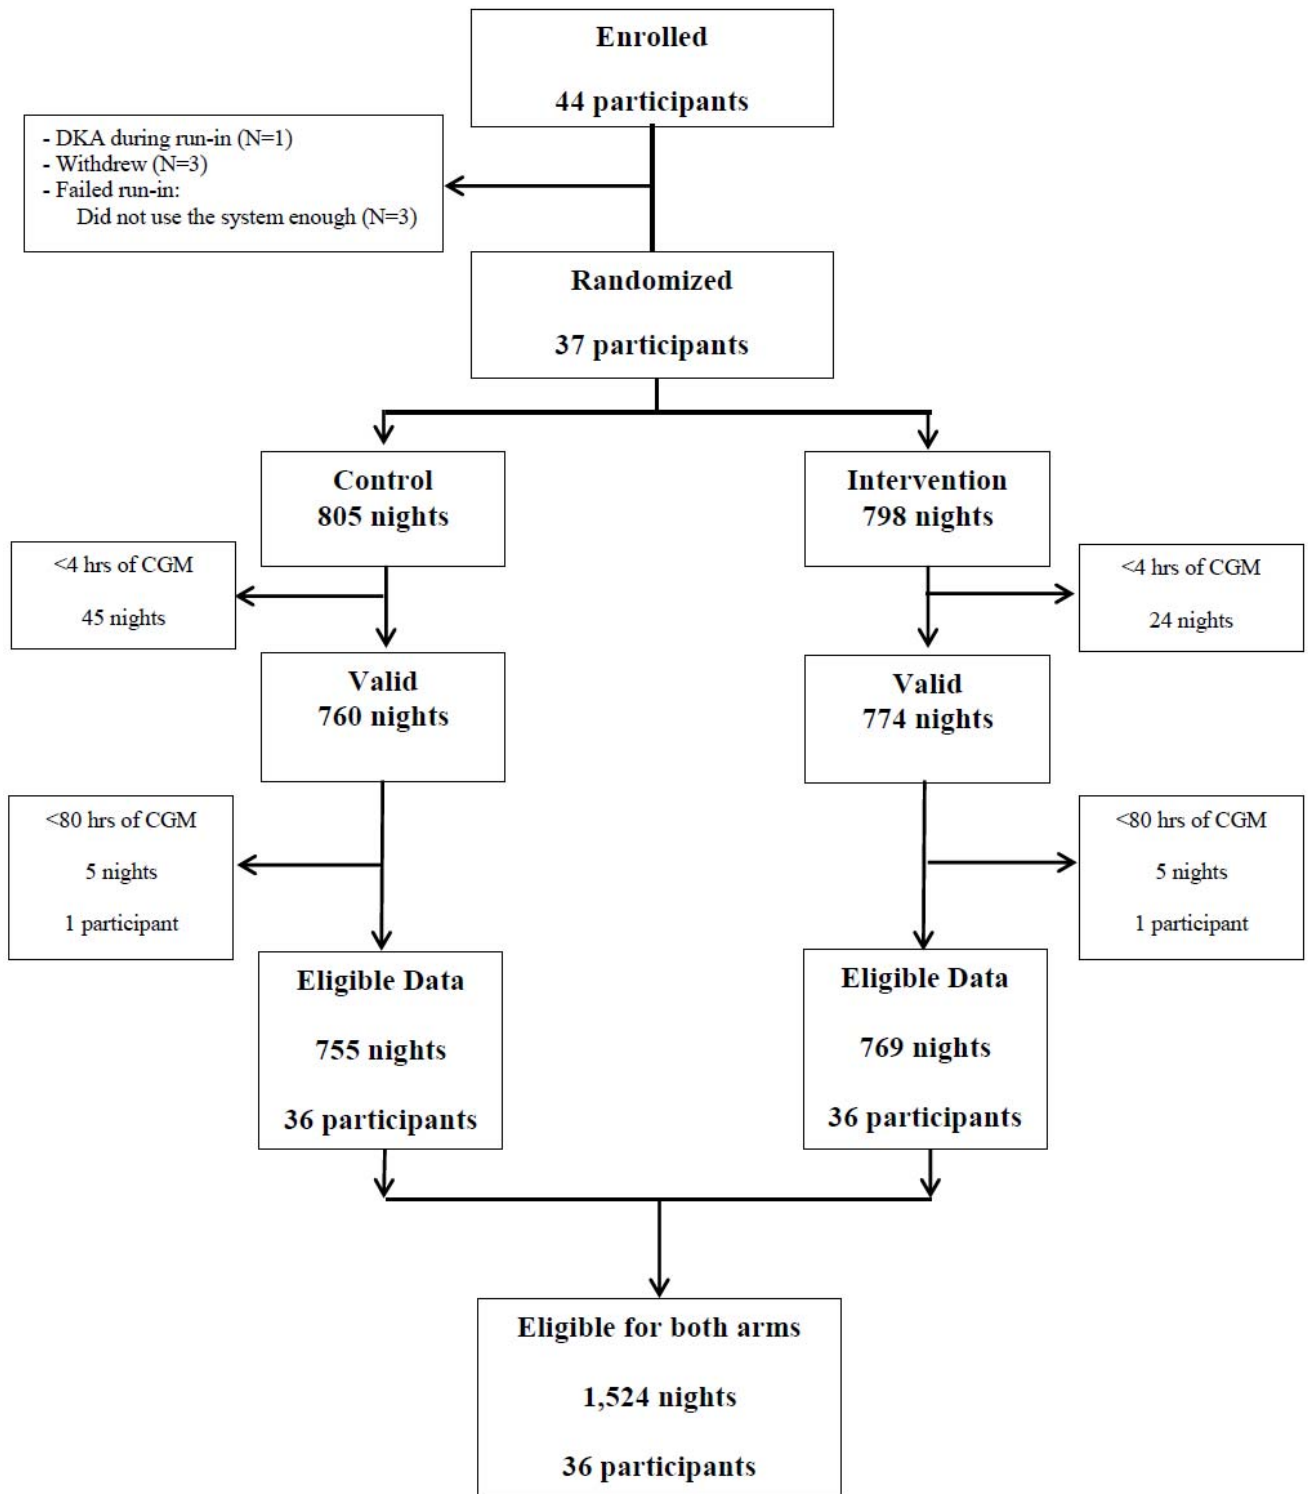 Enrolled
44 participants
- DKA during run-in (N=1)
- Withdrew (N=3)
- Failed run-in:
Did not use the system enough (N=3)
Randomized
37 participants
Control
805 nights
Intervention
798 nights
<4 hrs of CGM
45 nights
<4 hrs of CGM
24 nights
Valid
760 nights
Valid
774 nights
<80 hrs of CGM
5 nights
1 participant
<80 hrs of CGM
5 nights
1 participant
Eligible Data
755 nights
36 participants
Eligible Data
769 nights
36 participants
Eligible for both arms
1,524 nights
36 participants